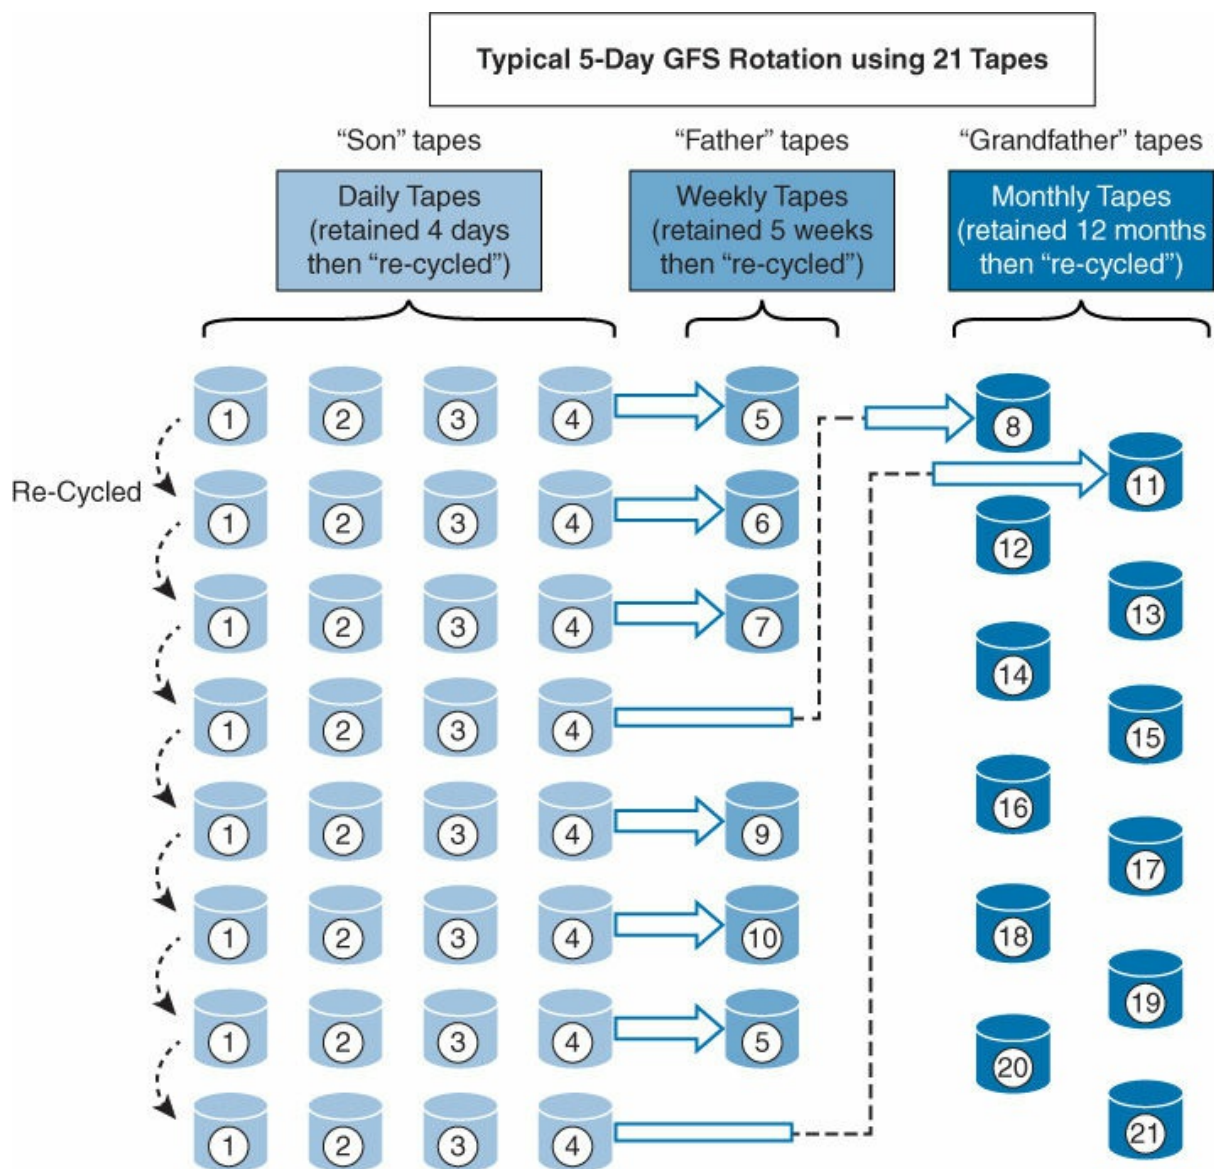 Typical 5-Day GFS Rotation using 21 Tapes
“Son” tapes
“Father” tapes
“Grandfather” tapes
Daily Tapes
(retained 4 days
then “re-cycled”)
Weekly Tapes
(retained 5 weeks
then “re-cycled”)
Monthly Tapes
(retained 12 months
then “re-cycled”)
1 2 3 4 5 8
11
Re-Cycled
1 2 3 4 6 12
1 2 3 4 7 13
14
1 2 3 4 15
16
1 2 3 4 9 17
1 2 3 4 10 18
19
1 2 3 4 5 20
1 2 3 4 21